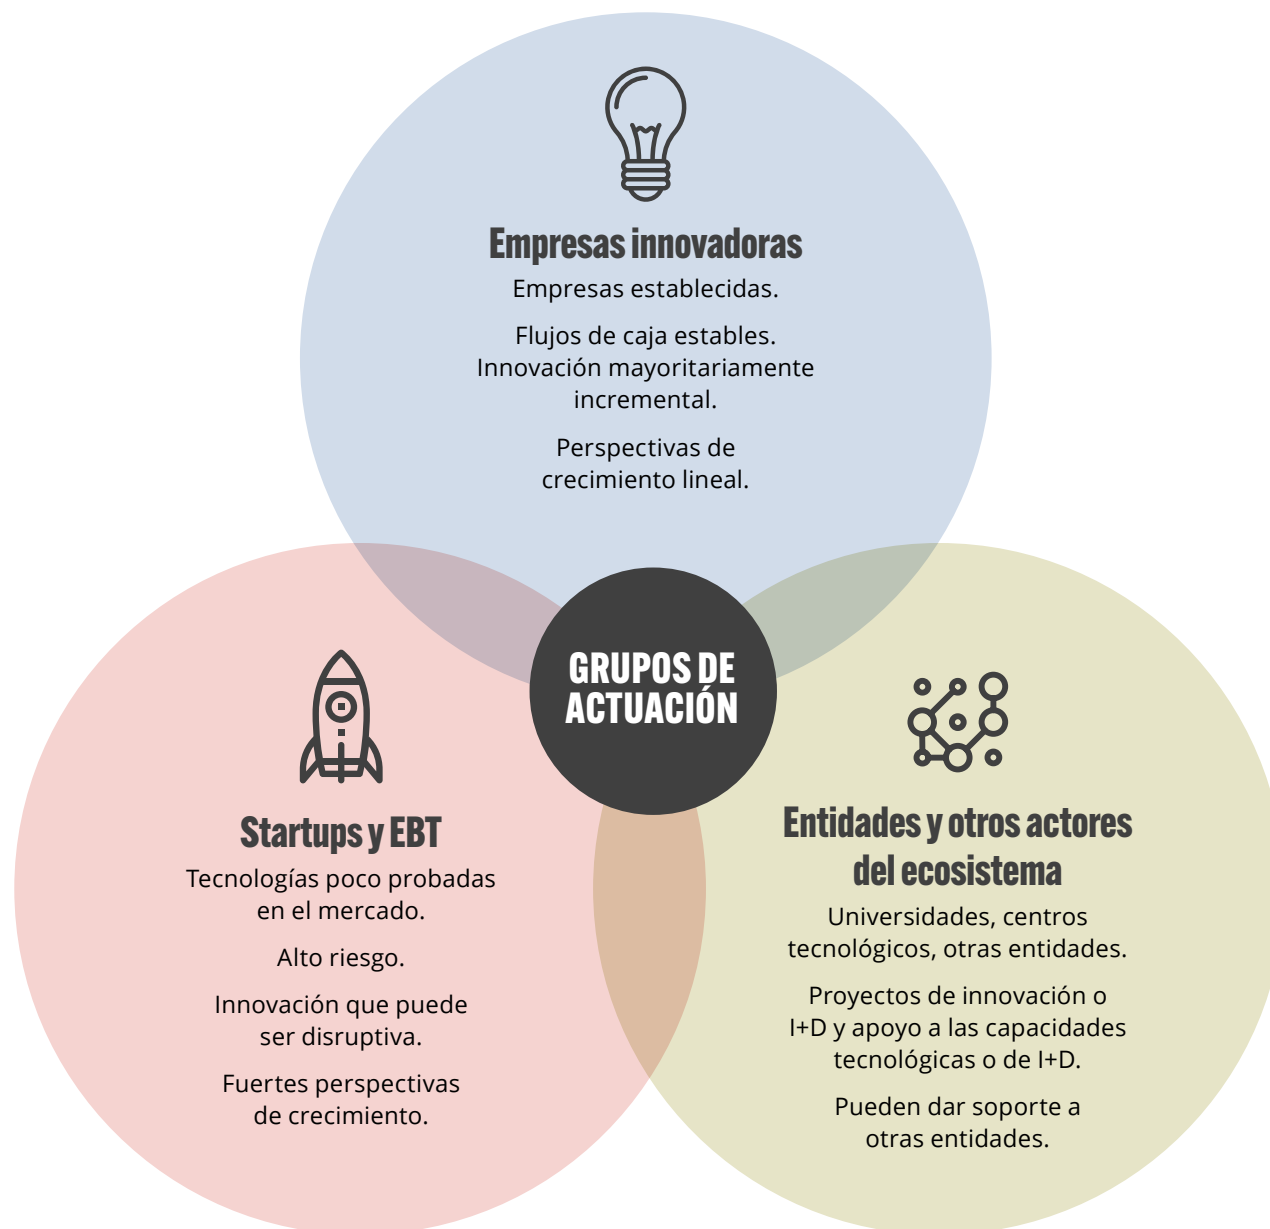 Empresas innovadoras
Empresas establecidas.
Flujos de caja estables.
Innovación mayoritariamente
incremental.
Perspectivas de
crecimiento lineal.
GRUPOS DE
ACTUACIÓN
Startups y EBT
Tecnologías poco probadas
en el mercado.
Alto riesgo.
Innovación que puede
ser disruptiva.
Fuertes perspectivas
de crecimiento.
Entidades y otros actores
del ecosistema
Universidades, centros
tecnológicos, otras entidades.
Proyectos de innovación o
I+D y apoyo a las capacidades
tecnológicas o de I+D.
Pueden dar soporte a
otras entidades.